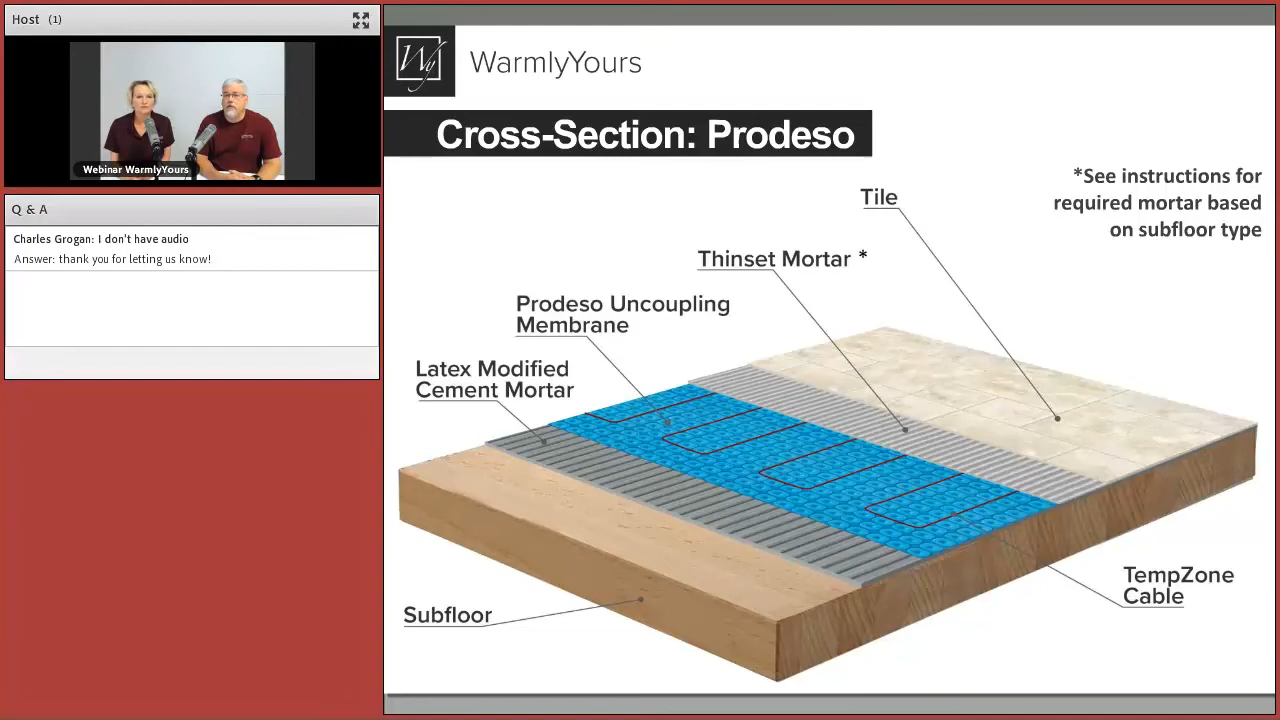 Host (1)
Webinar WarmlyYours
Q & A
Charles Grogan: I don't have audio
Answer: thank you for letting us know!
Wy
WarmlyYours
Cross-Section: Prodeso
*See instructions for
required mortar based
on subfloor type
Tile
Thinset Mortar *
Prodeso Uncoupling
Membrane
Latex Modified
Cement Mortar
TempZone
Cable
Subfloor